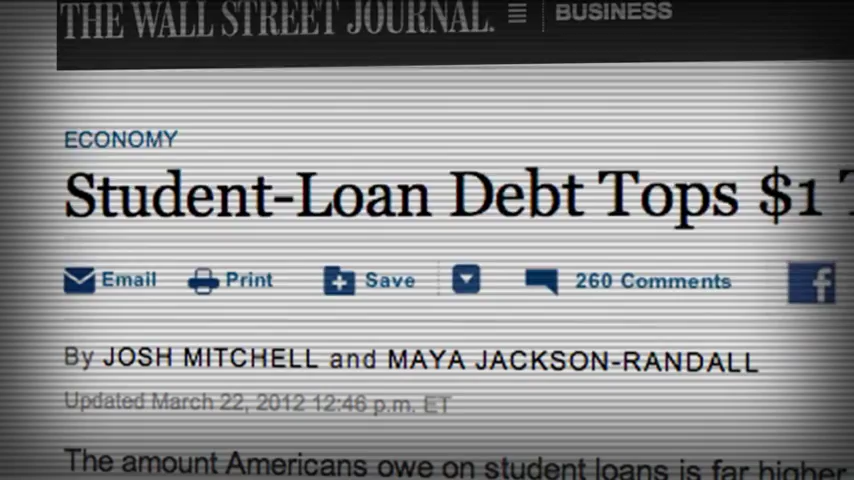 THE WALL STREET JOURNAL. BUSINESS
ECONOMY
Student-Loan Debt Tops $1 T
Email Print Save 260 Comments f
By JOSH MITCHELL and MAYA JACKSON-RANDALL
Updated March 22, 2012 12:46 p.m. ET
The amount Americans owe on student loans is far higher